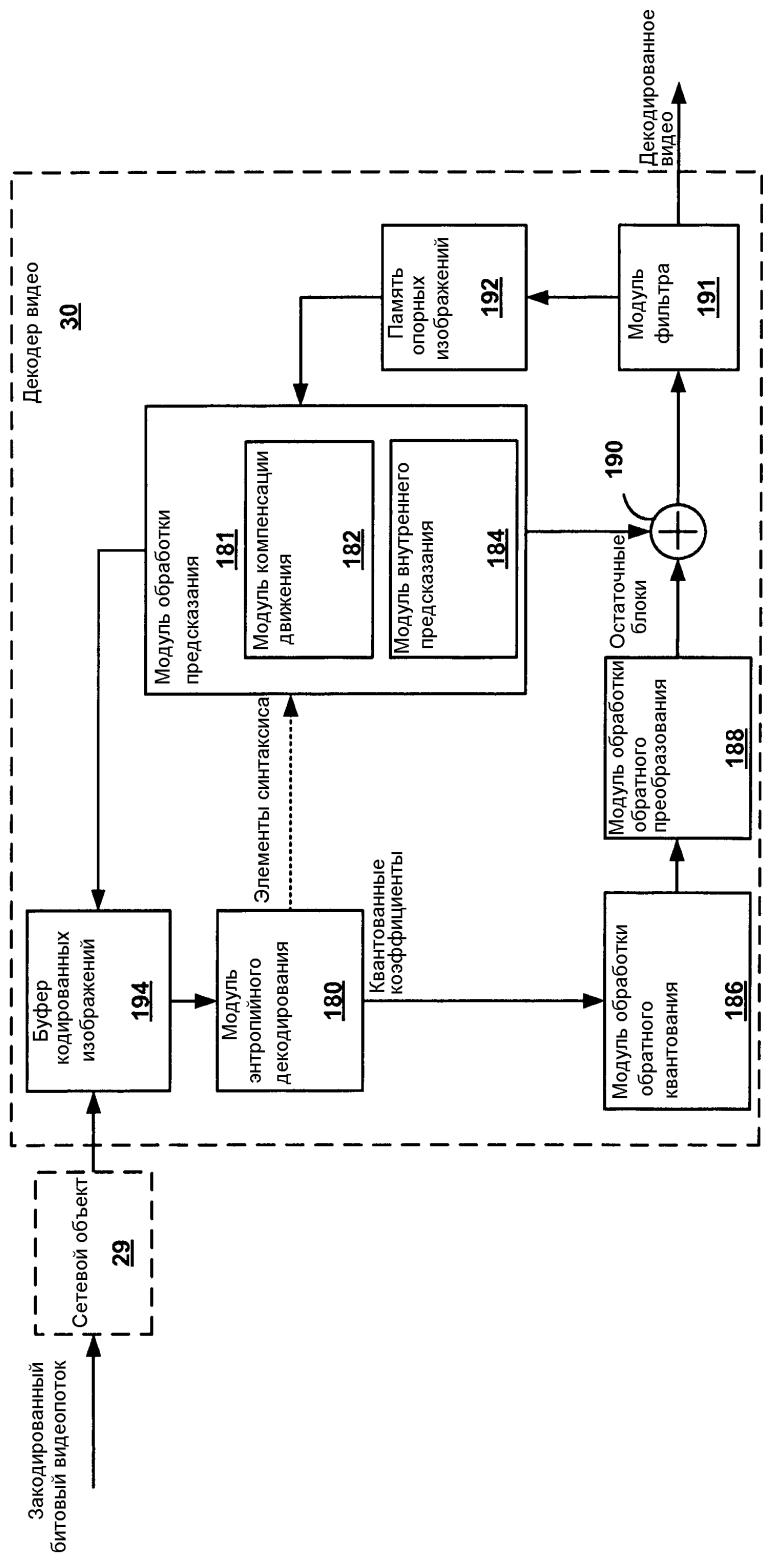 Закодированный
битовый видеопоток
Сетевой объект
29
Декодер видео
30
Буфер
кодированных
изображений
194
Модуль
энтропийного
декодирования
180
Элементы синтаксиса
Квантованные
коэффициенты
Модуль обработки
предсказания
181
Модуль компенсации
движения
182
Модуль внутреннего
предсказания
184
Память
опорных
изображений
192
Модуль обработки
обратного
квантования
186
Модуль обработки
обратного
преобразования
188
Остаточные
блоки
190
Модуль
фильтра
191
Декодированное
видео